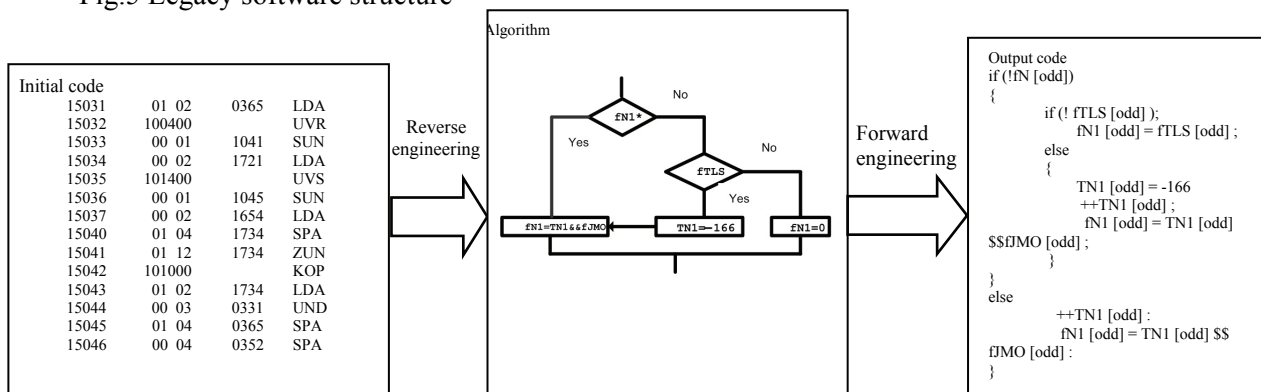 Fig.5 Legacy software structure
Initial code
15031 01 02 0365 LDA
15032 100400 UVR
15033 00 01 1041 SUN
15034 00 02 1721 LDA
15035 101400 UVS
15036 00 01 1045 SUN
15037 00 02 1654 LDA
15040 01 04 1734 SPA
15041 01 12 1734 ZUN
15042 101000 KOP
15043 01 02 1734 LDA
15044 00 03 0331 UND
15045 01 04 0365 SPA
15046 00 04 0352 SPA
Reverse
engineering
Algorithm
No
fN1*
Yes
No
fTLS
Yes
fN1=TN1&&fJMO
TN1=-166
fN1=0
Forward
engineering
Output code
if (!fN [odd])
{
if (! fTLS [odd] );
fN1 [odd] = fTLS [odd] ;
else
{
TN1 [odd] = -166
++TN1 [odd] ;
fN1 [odd] = TN1 [odd]
$$fJMO [odd] ;
}
}
else
++TN1 [odd] :
fN1 [odd] = TN1 [odd] $$
fJMO [odd] :
}